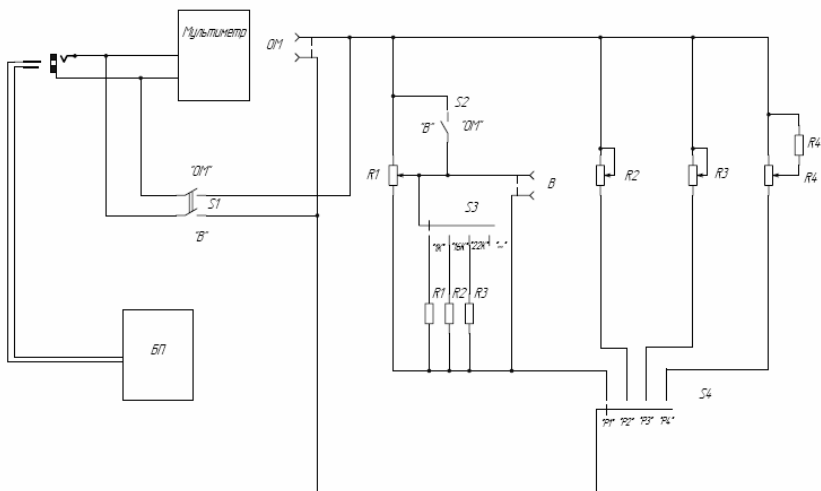 Мультиметр
ОМ
S2
"В"
"ОМ"
R4
R1
R2
R3
R4
В
"ОМ"
S1
"В"
S3
"1К"
"16К"
"22К"
"–"
R1
R2
R3
БП
S4
"Р1"
"Р2"
"Р3"
"Р4"